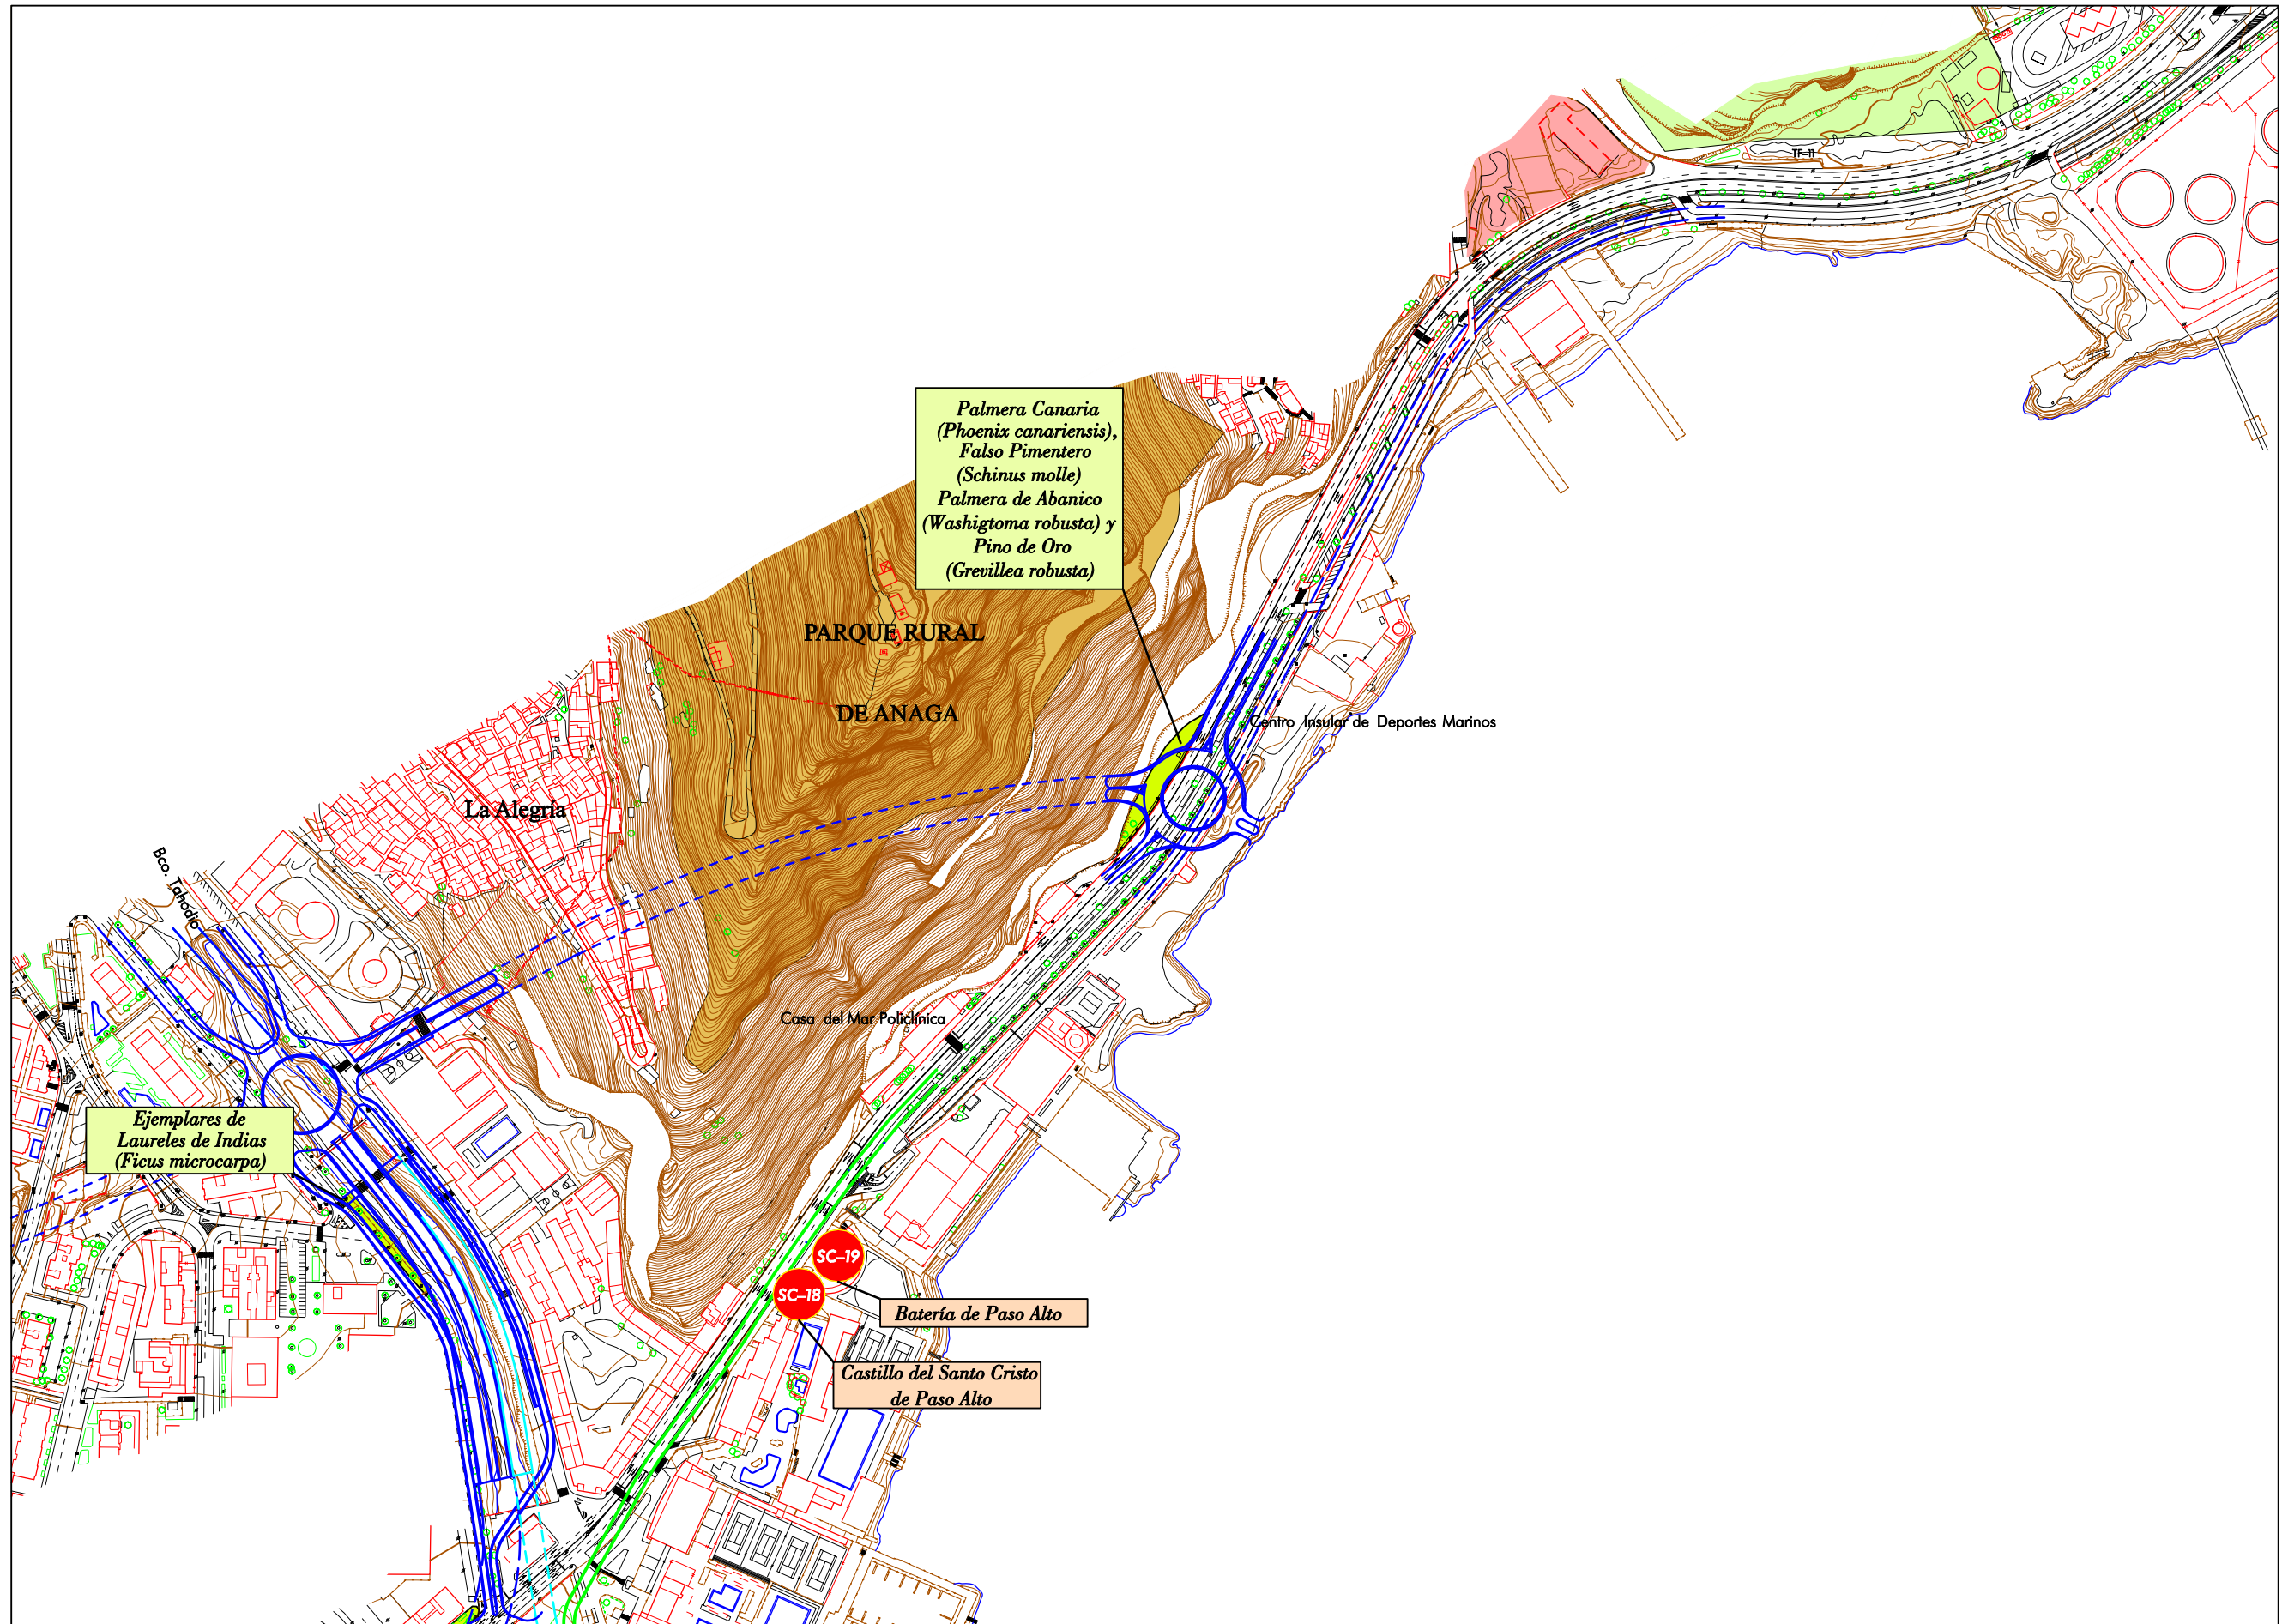 TF-11
Palmera Canaria
(Phoenix canariensis),
Falso Pimentero
(Schinus molle)
Palmera de Abanico
(Washigtoma robusta) y
Pino de Oro
(Grevillea robusta)
PARQUE RURAL
DE ANAGA
Centro Insular de Deportes Marinos
La Alegría
Bco. Tahodio
Casa del Mar Policlínica
Ejemplares de
Laureles de Indias
(Ficus microcarpa)
SC-19
SC-18
Batería de Paso Alto
Castillo del Santo Cristo
de Paso Alto